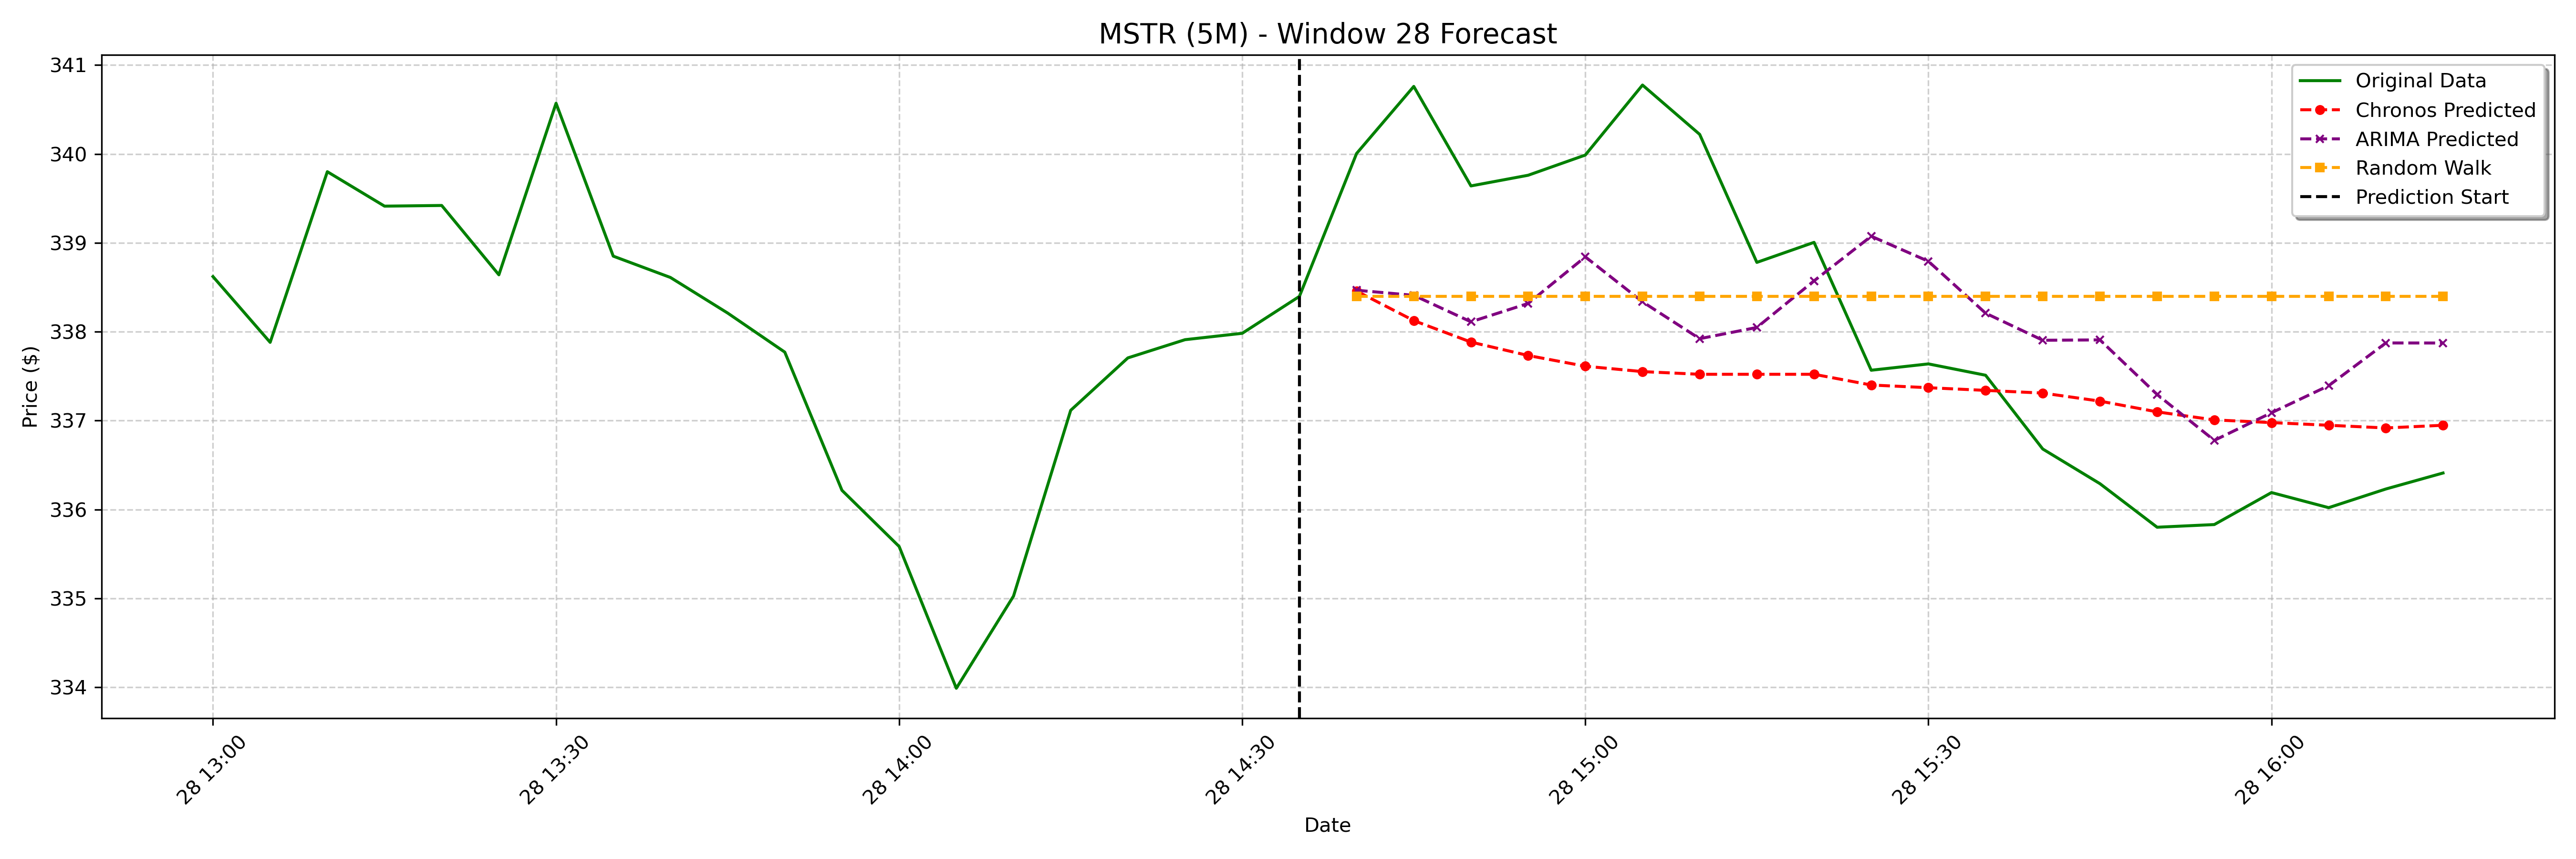 MSTR (5M) - Window 28 Forecast
Price ($)
341
340
339
338
337
336
335
334
Original Data
Chronos Predicted
ARIMA Predicted
Random Walk
Prediction Start
28 13:00
28 13:30
28 14:00
28 14:30
28 15:00
28 15:30
28 16:00
Date